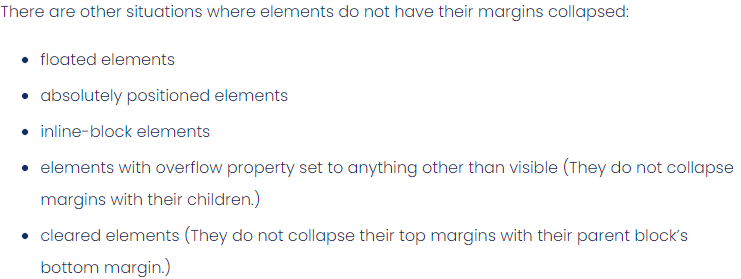 There are other situations where elements do not have their margins collapsed:
• floated elements
• absolutely positioned elements
• inline-block elements
• elements with overflow property set to anything other than visible (They do not collapse
margins with their children.)
• cleared elements (They do not collapse their top margins with their parent block’s
bottom margin.)